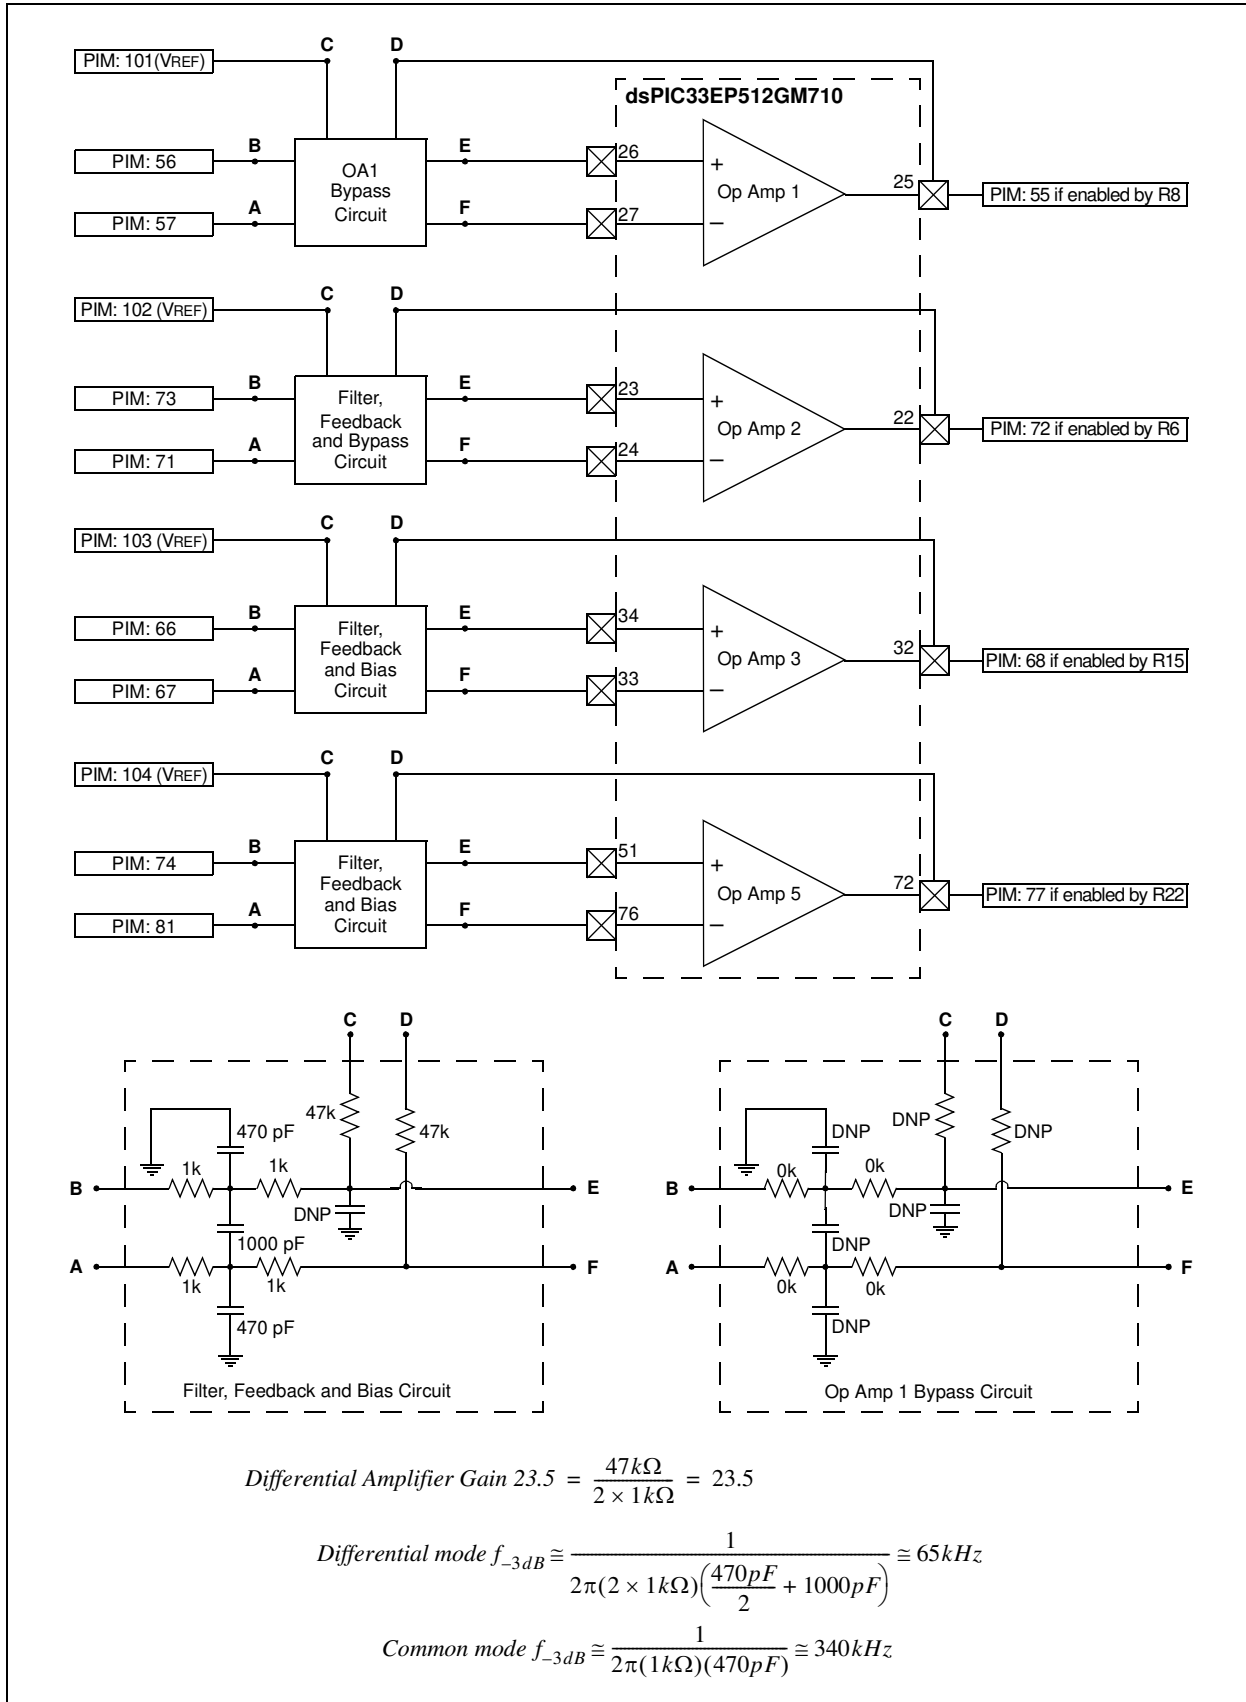 C D
PIM: 101(VREF)
dsPIC33EP512GM710
B E
PIM: 56
OA1
Bypass
Circuit
26
+
Op Amp 1
25
PIM: 55 if enabled by R8
A F
PIM: 57
27
−
C D
PIM: 102 (VREF)
B E
PIM: 73
Filter,
Feedback
and Bypass
Circuit
23
+
Op Amp 2
22
PIM: 72 if enabled by R6
A F
PIM: 71
24
−
C D
PIM: 103 (VREF)
B E
PIM: 66
Filter,
Feedback
and Bias
Circuit
34
+
Op Amp 3
32
PIM: 68 if enabled by R15
A F
PIM: 67
33
−
C D
PIM: 104 (VREF)
B E
PIM: 74
Filter,
Feedback
and Bias
Circuit
51
+
Op Amp 5
72
PIM: 77 if enabled by R22
A F
PIM: 81
76
−
C D
47k
47k
470 pF
1k
1k
B E
DNP
1000 pF
A F
1k
1k
470 pF
Filter, Feedback and Bias Circuit
C D
DNP
DNP
DNP
0k
0k
B E
DNP
DNP
A F
0k
0k
DNP
Op Amp 1 Bypass Circuit
Differential Amplifier Gain 23.5 = 47kΩ / (2 × 1kΩ) = 23.5
Differential mode f−3dB ≅ 1 / (2π(2 × 1kΩ)(470pF / 2 + 1000pF)) ≅ 65kHz
Common mode f−3dB ≅ 1 / (2π(1kΩ)(470pF)) ≅ 340kHz